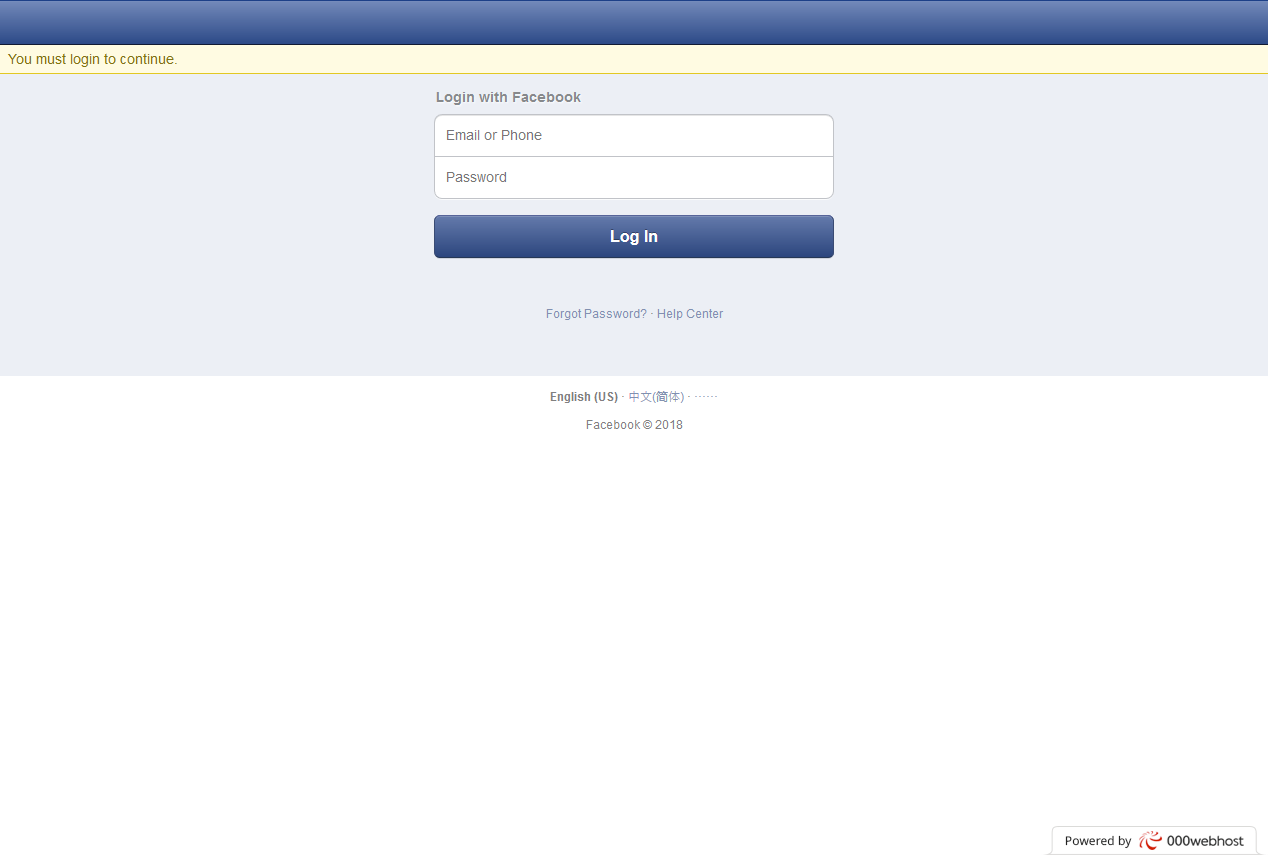 You must login to continue.
Login with Facebook
Email or Phone
Password
Log In
Forgot Password? · Help Center
English (US) · 中文(简体) · ······
Facebook © 2018
Powered by 000webhost